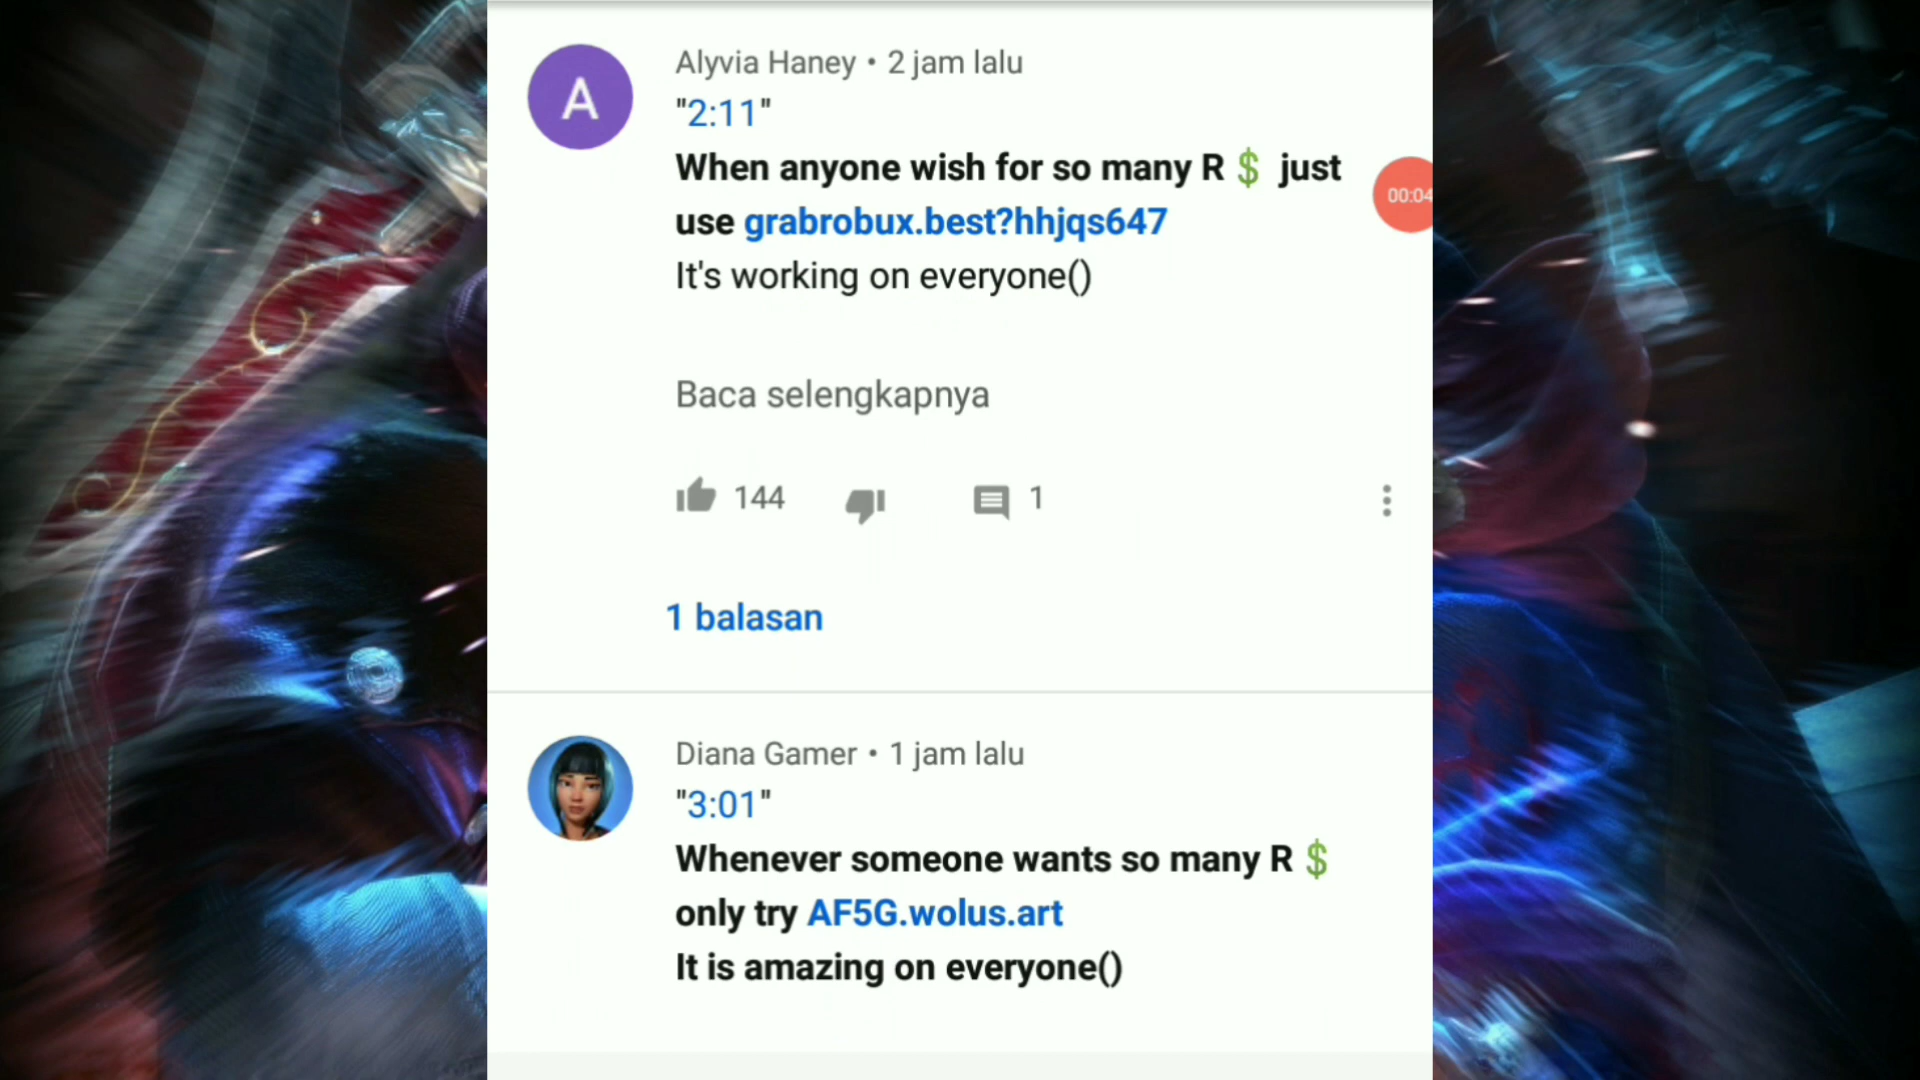 A
Alyvia Haney • 2 jam lalu
"2:11"
When anyone wish for so many R 💲 just
use grabrobux.best?hhjqs647
It's working on everyone()
00:04
Baca selengkapnya
144
1
1 balasan
Diana Gamer • 1 jam lalu
"3:01"
Whenever someone wants so many R 💲
only try AF5G.wolus.art
It is amazing on everyone()